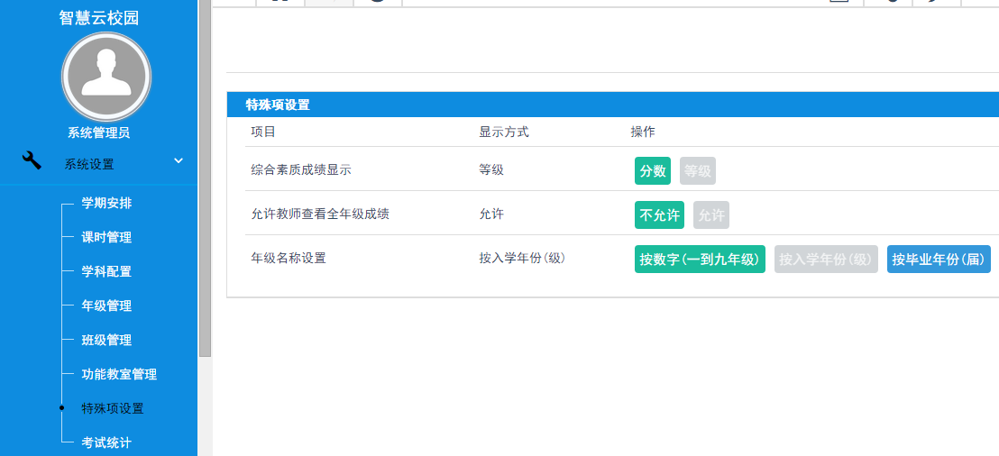 智慧云校园
系统管理员
系统设置
学期安排
课时管理
学科配置
年级管理
班级管理
功能教室管理
特殊项设置
考试统计
特殊项设置
项目 显示方式 操作
综合素质成绩显示 等级 分数 等级
允许教师查看全年级成绩 允许 不允许 允许
年级名称设置 按入学年份(级) 按数字(一到九年级) 按入学年份(级) 按毕业年份(届)